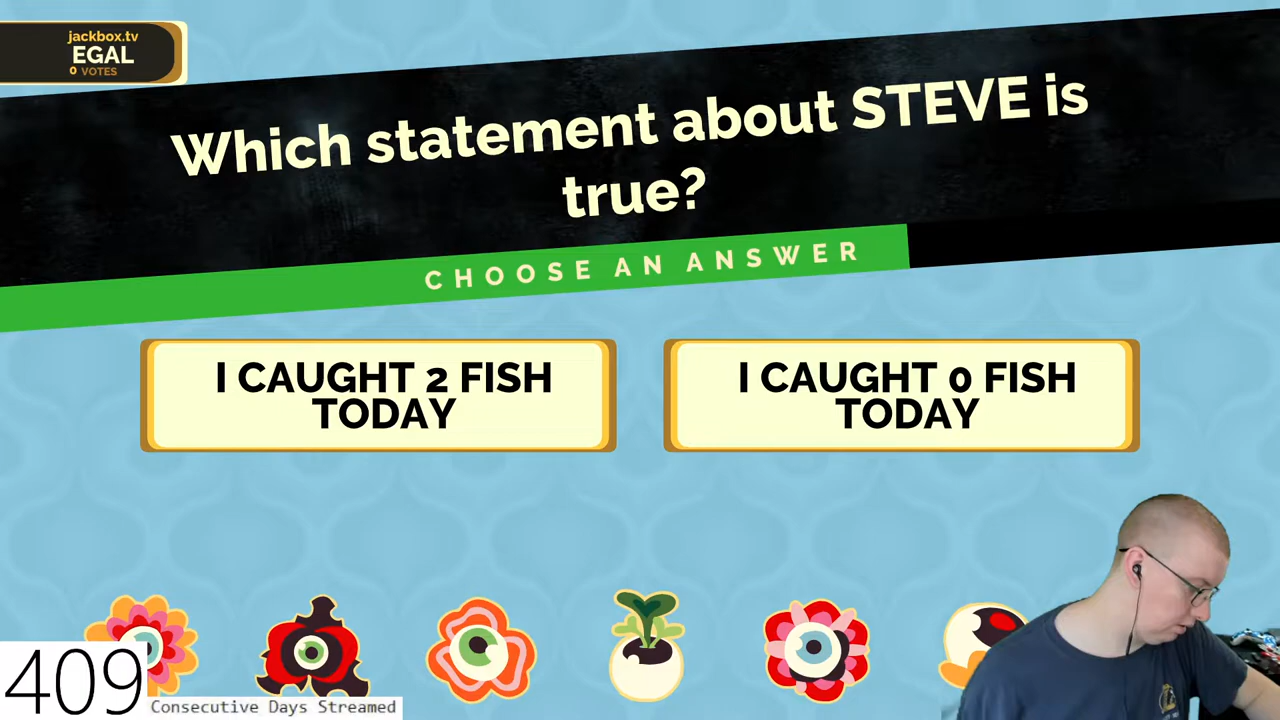 jackbox.tv
EGAL
0 VOTES
Which statement about STEVE is
true?
CHOOSE AN ANSWER
I CAUGHT 2 FISH
TODAY
I CAUGHT 0 FISH
TODAY
409
Consecutive Days Streamed